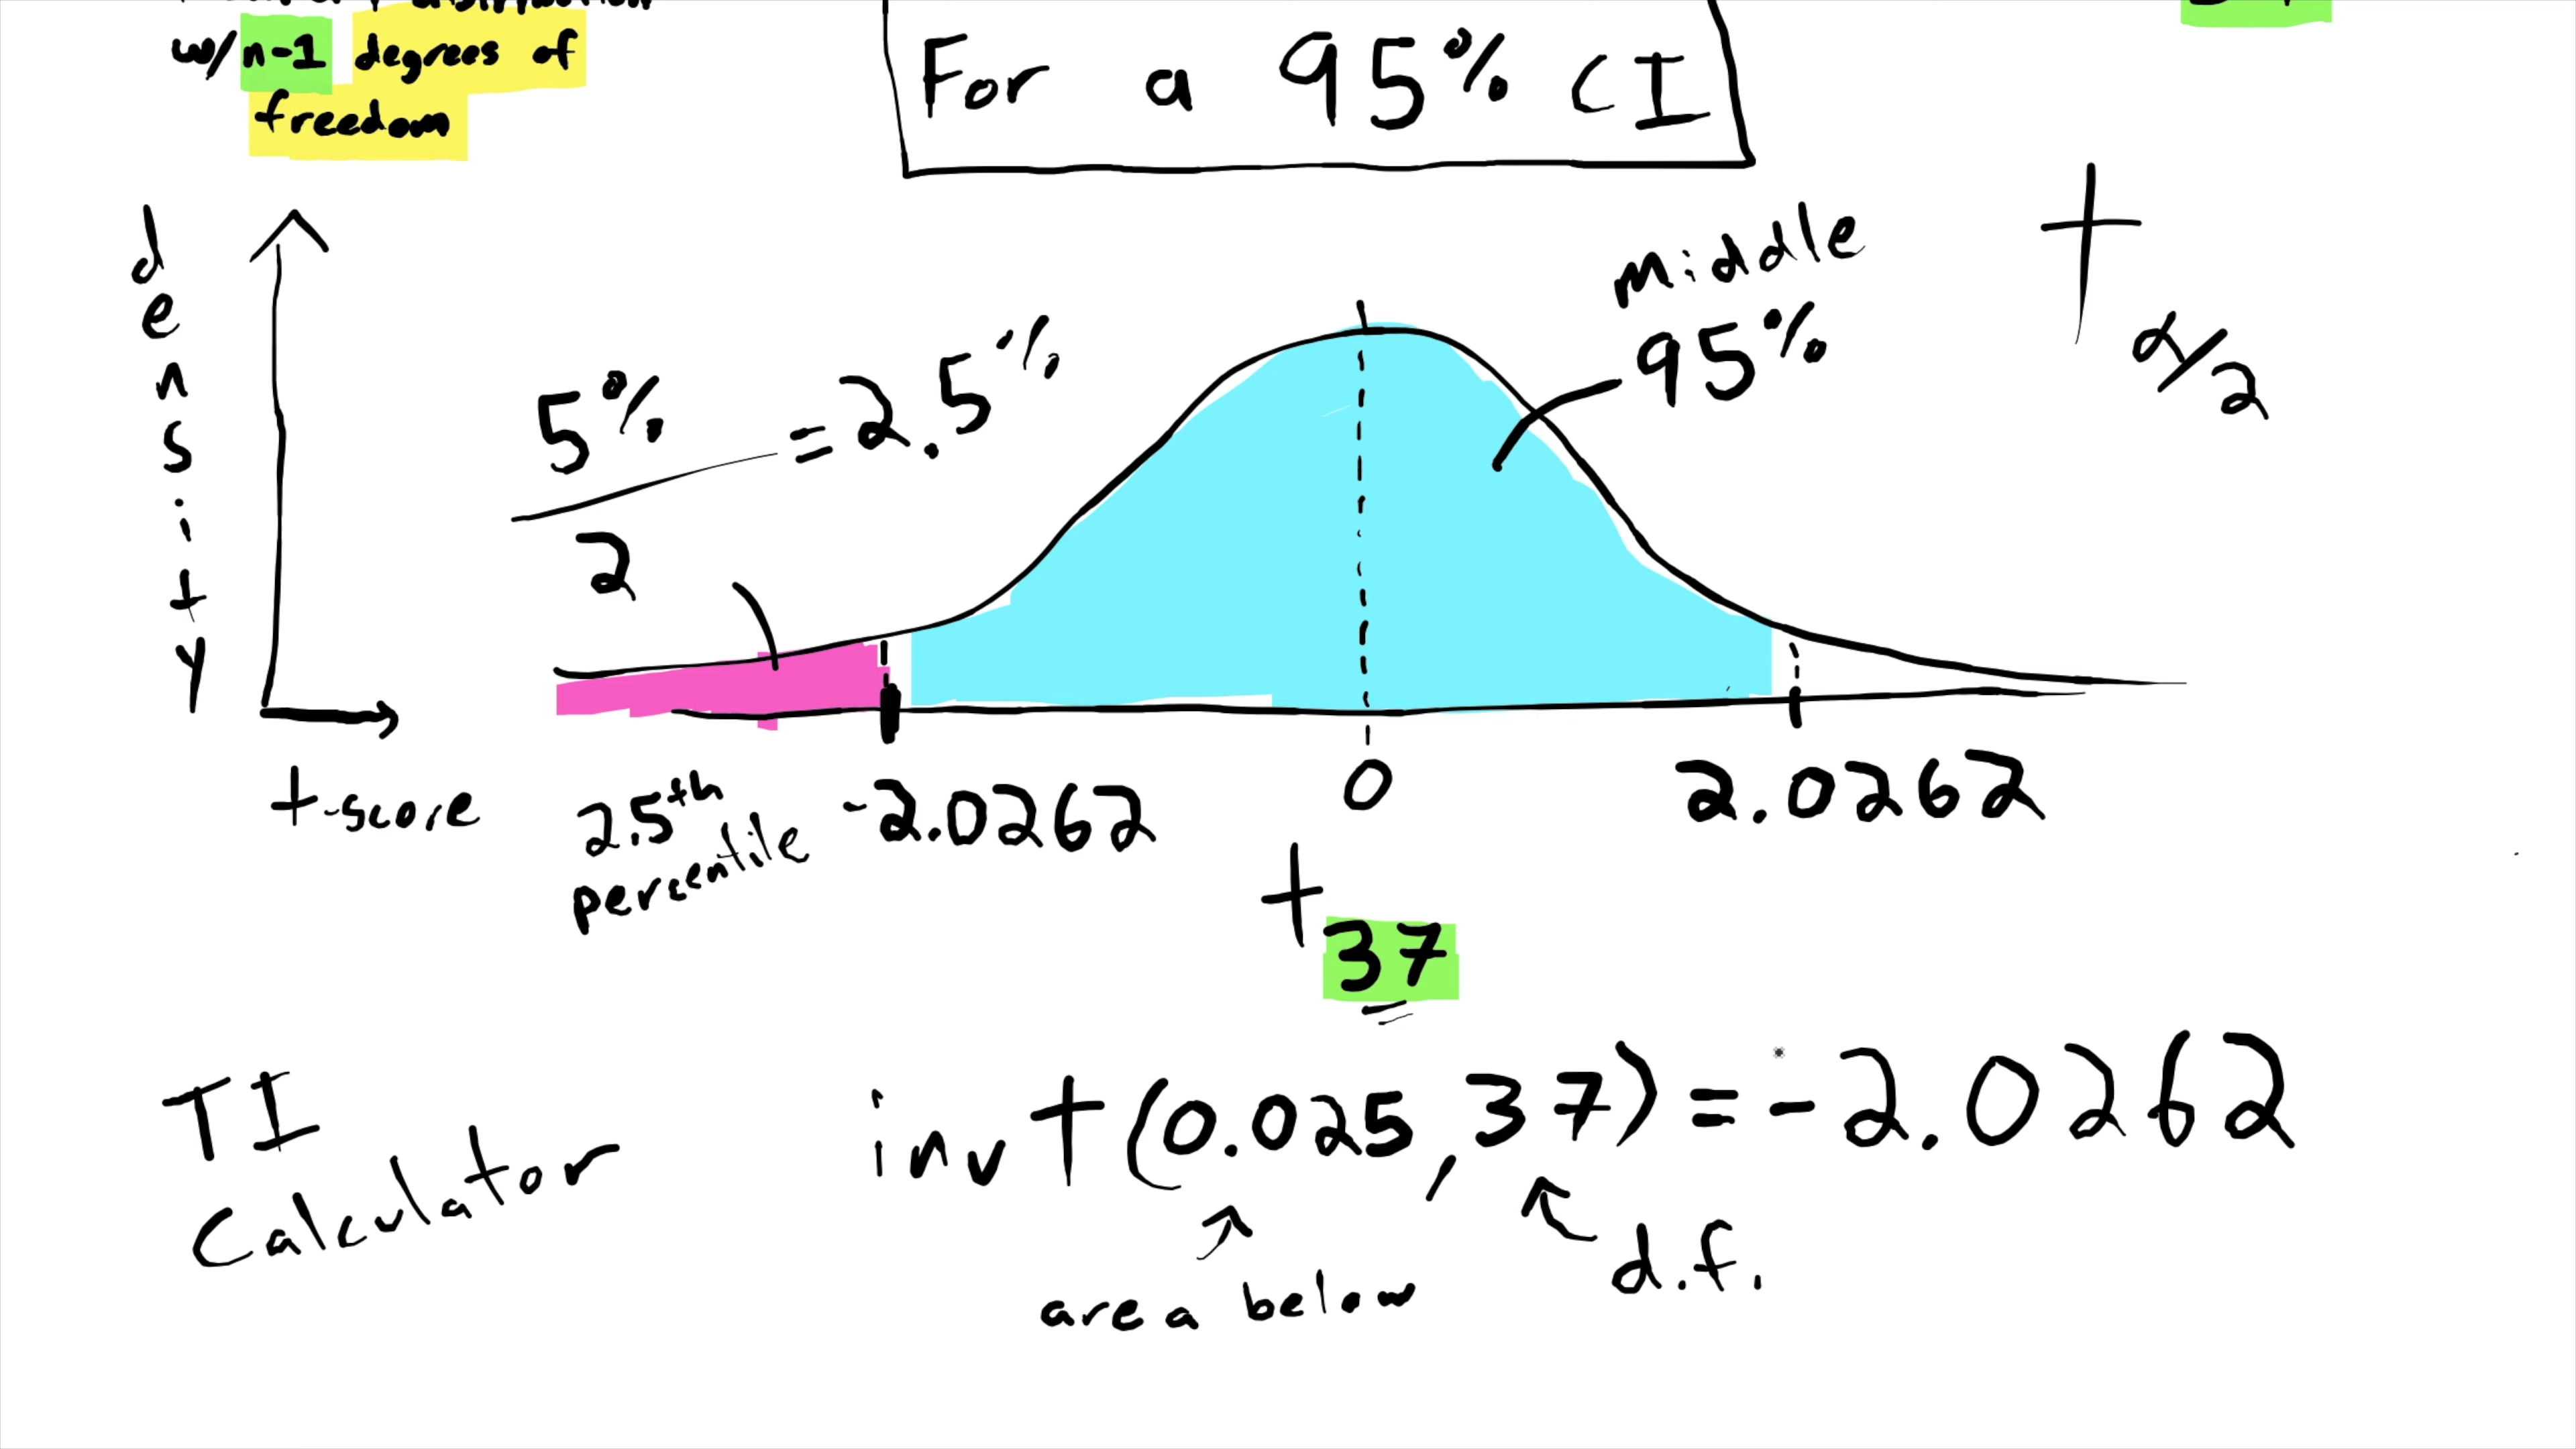 w/ n-1 degrees of
freedom
For a 95% CI
density
middle
95%
t α/2
5%
2
=2.5%
t-score
2.5th
percentile
-2.0262
0
2.0262
t 37
TI
Calculator
invt(0.025,37)=-2.0262
area below
d.f.